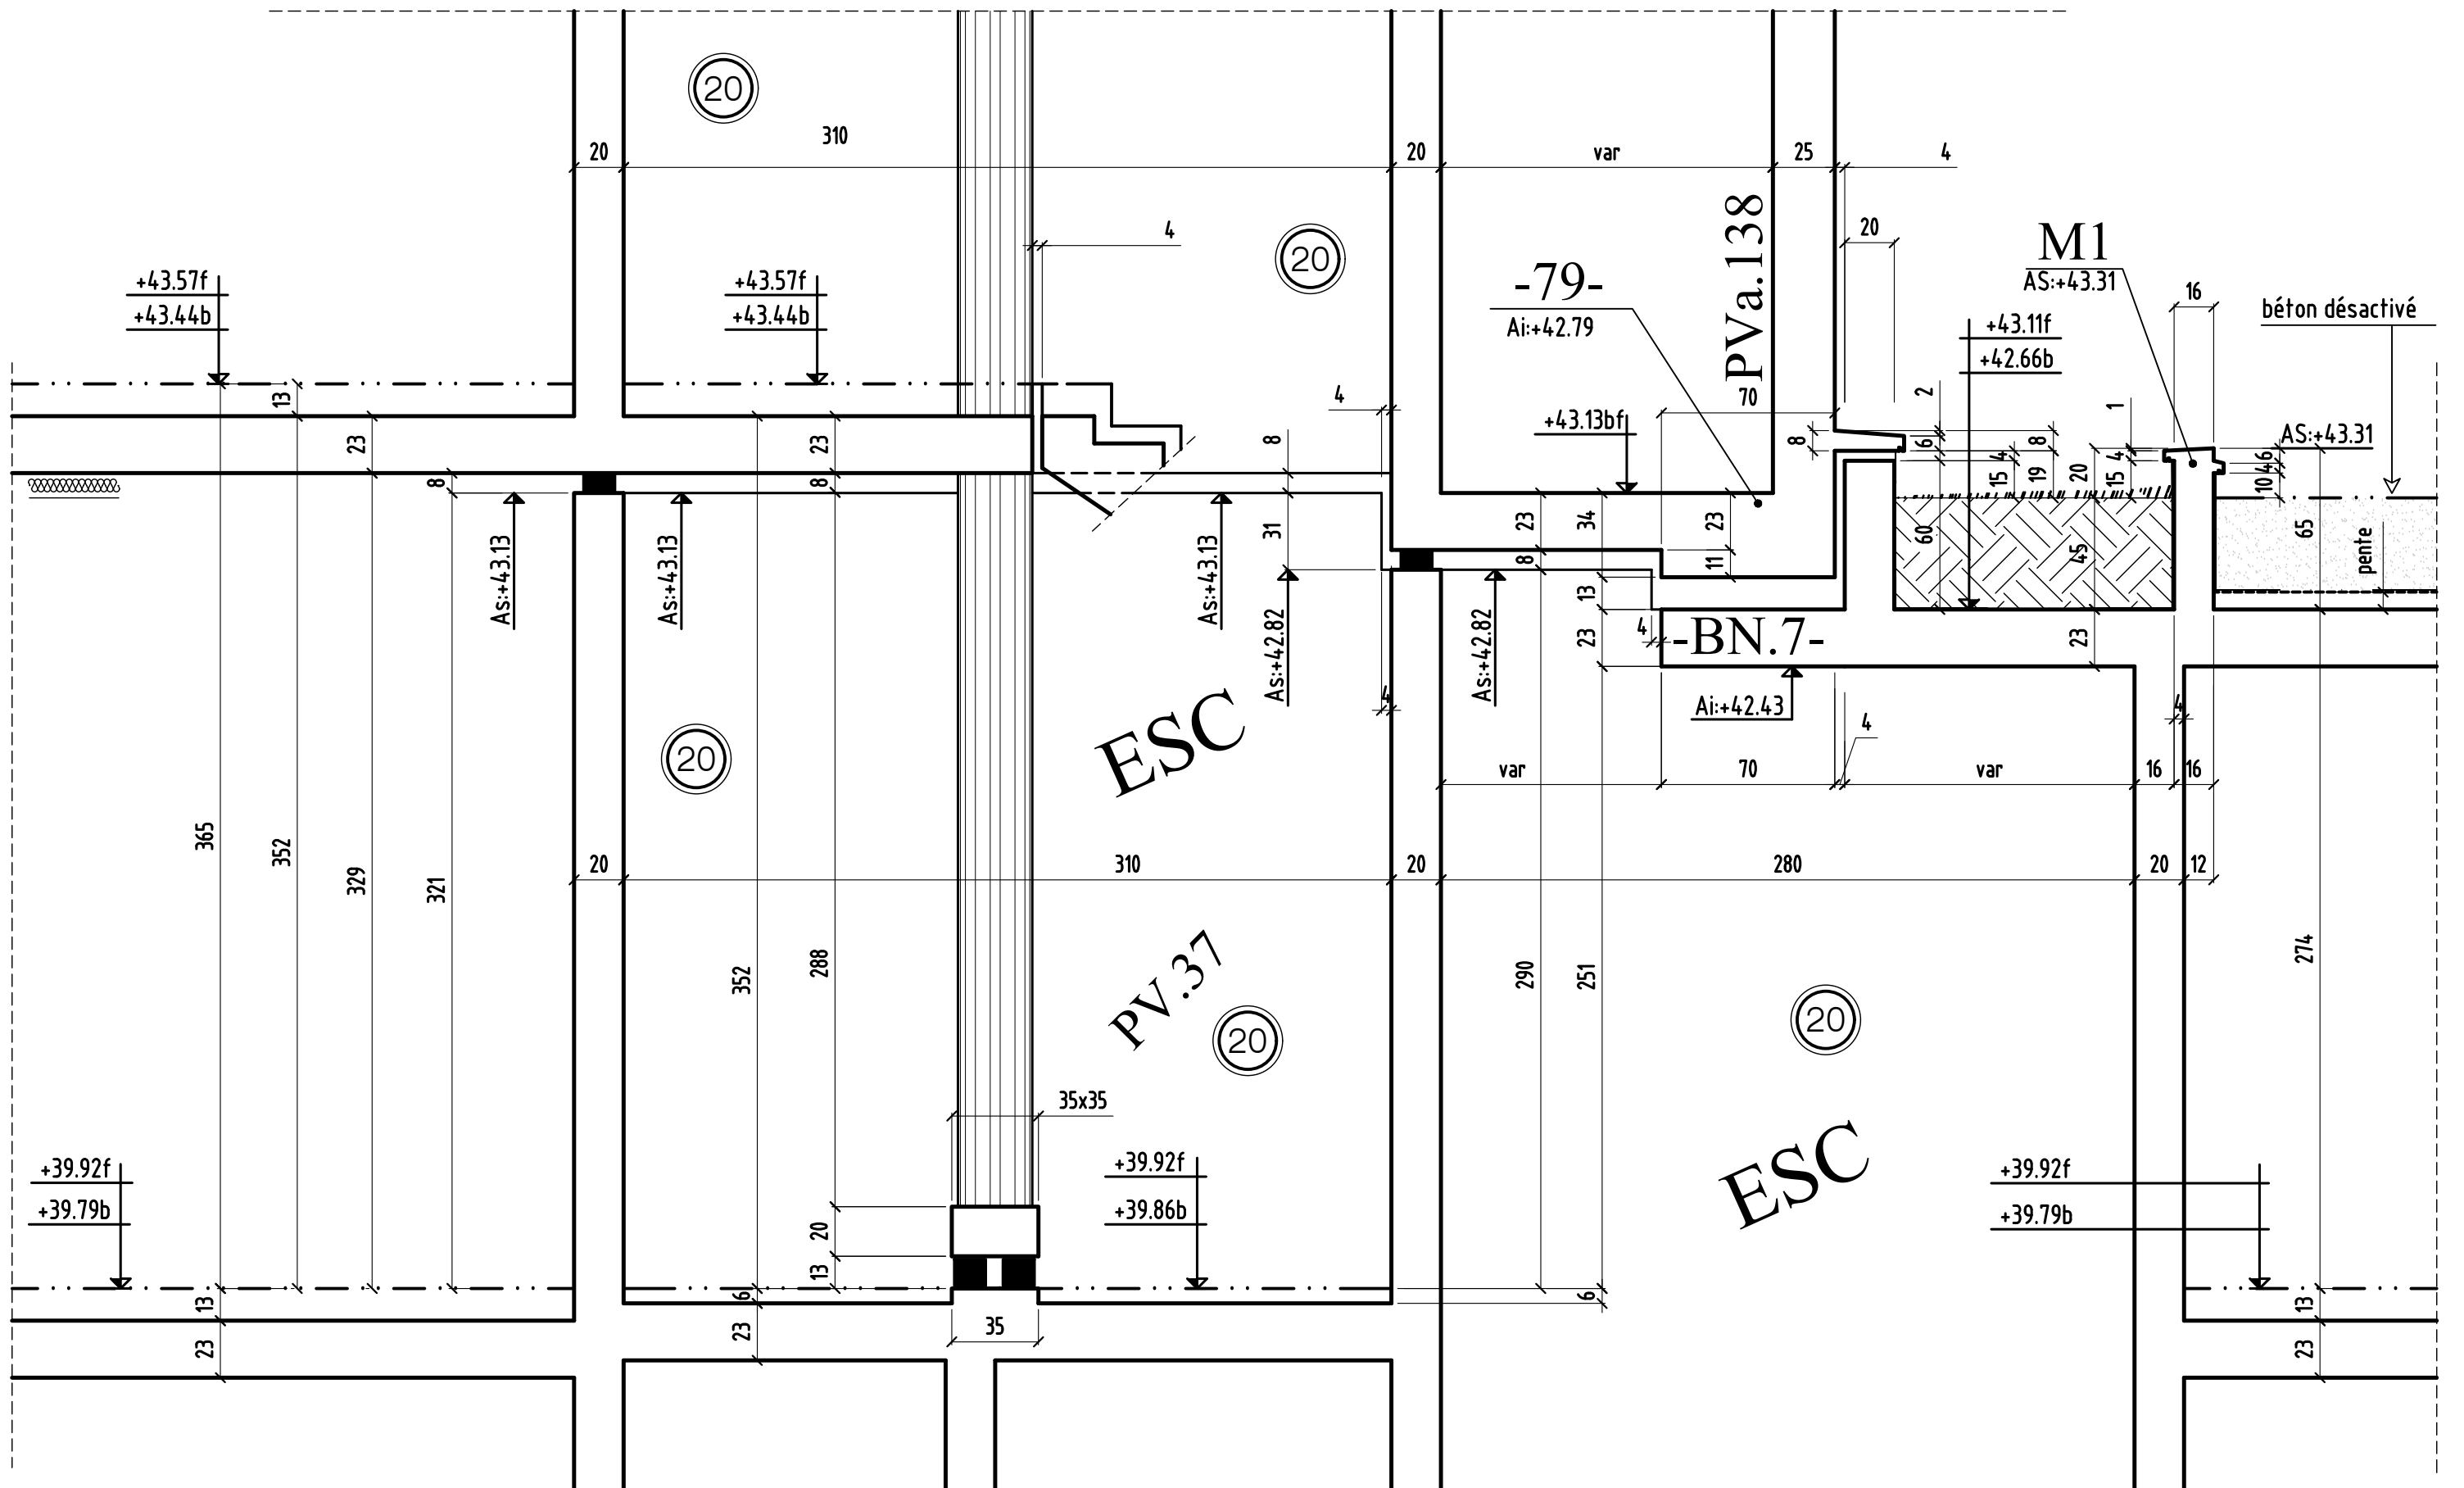 20
20
310
20
var
25
4
4
20
20
+43.57f
+43.44b
+43.57f
+43.44b
-79-
Ai:+42.79
PVa.138
M1
AS:+43.31
16
béton désactivé
+43.11f
+42.66b
70
2
1
4
+43.13bf
AS:+43.31
13
23
23
8
8
6
8
4
15
19
20
4
15
6
4
10
8
8
31
23
34
23
11
8
13
60
45
65
pente
As:+43.13
As:+43.13
As:+43.13
As:+42.82
As:+42.82
4
23
-BN.7-
23
4
Ai:+42.43
4
4
ESC
20
var
70
var
16
16
365
352
329
321
20
310
20
280
20
12
352
288
290
251
274
PV.37
20
20
35x35
ESC
+39.92f
+39.79b
+39.92f
+39.86b
+39.92f
+39.79b
20
13
13
6
6
13
23
23
35
23